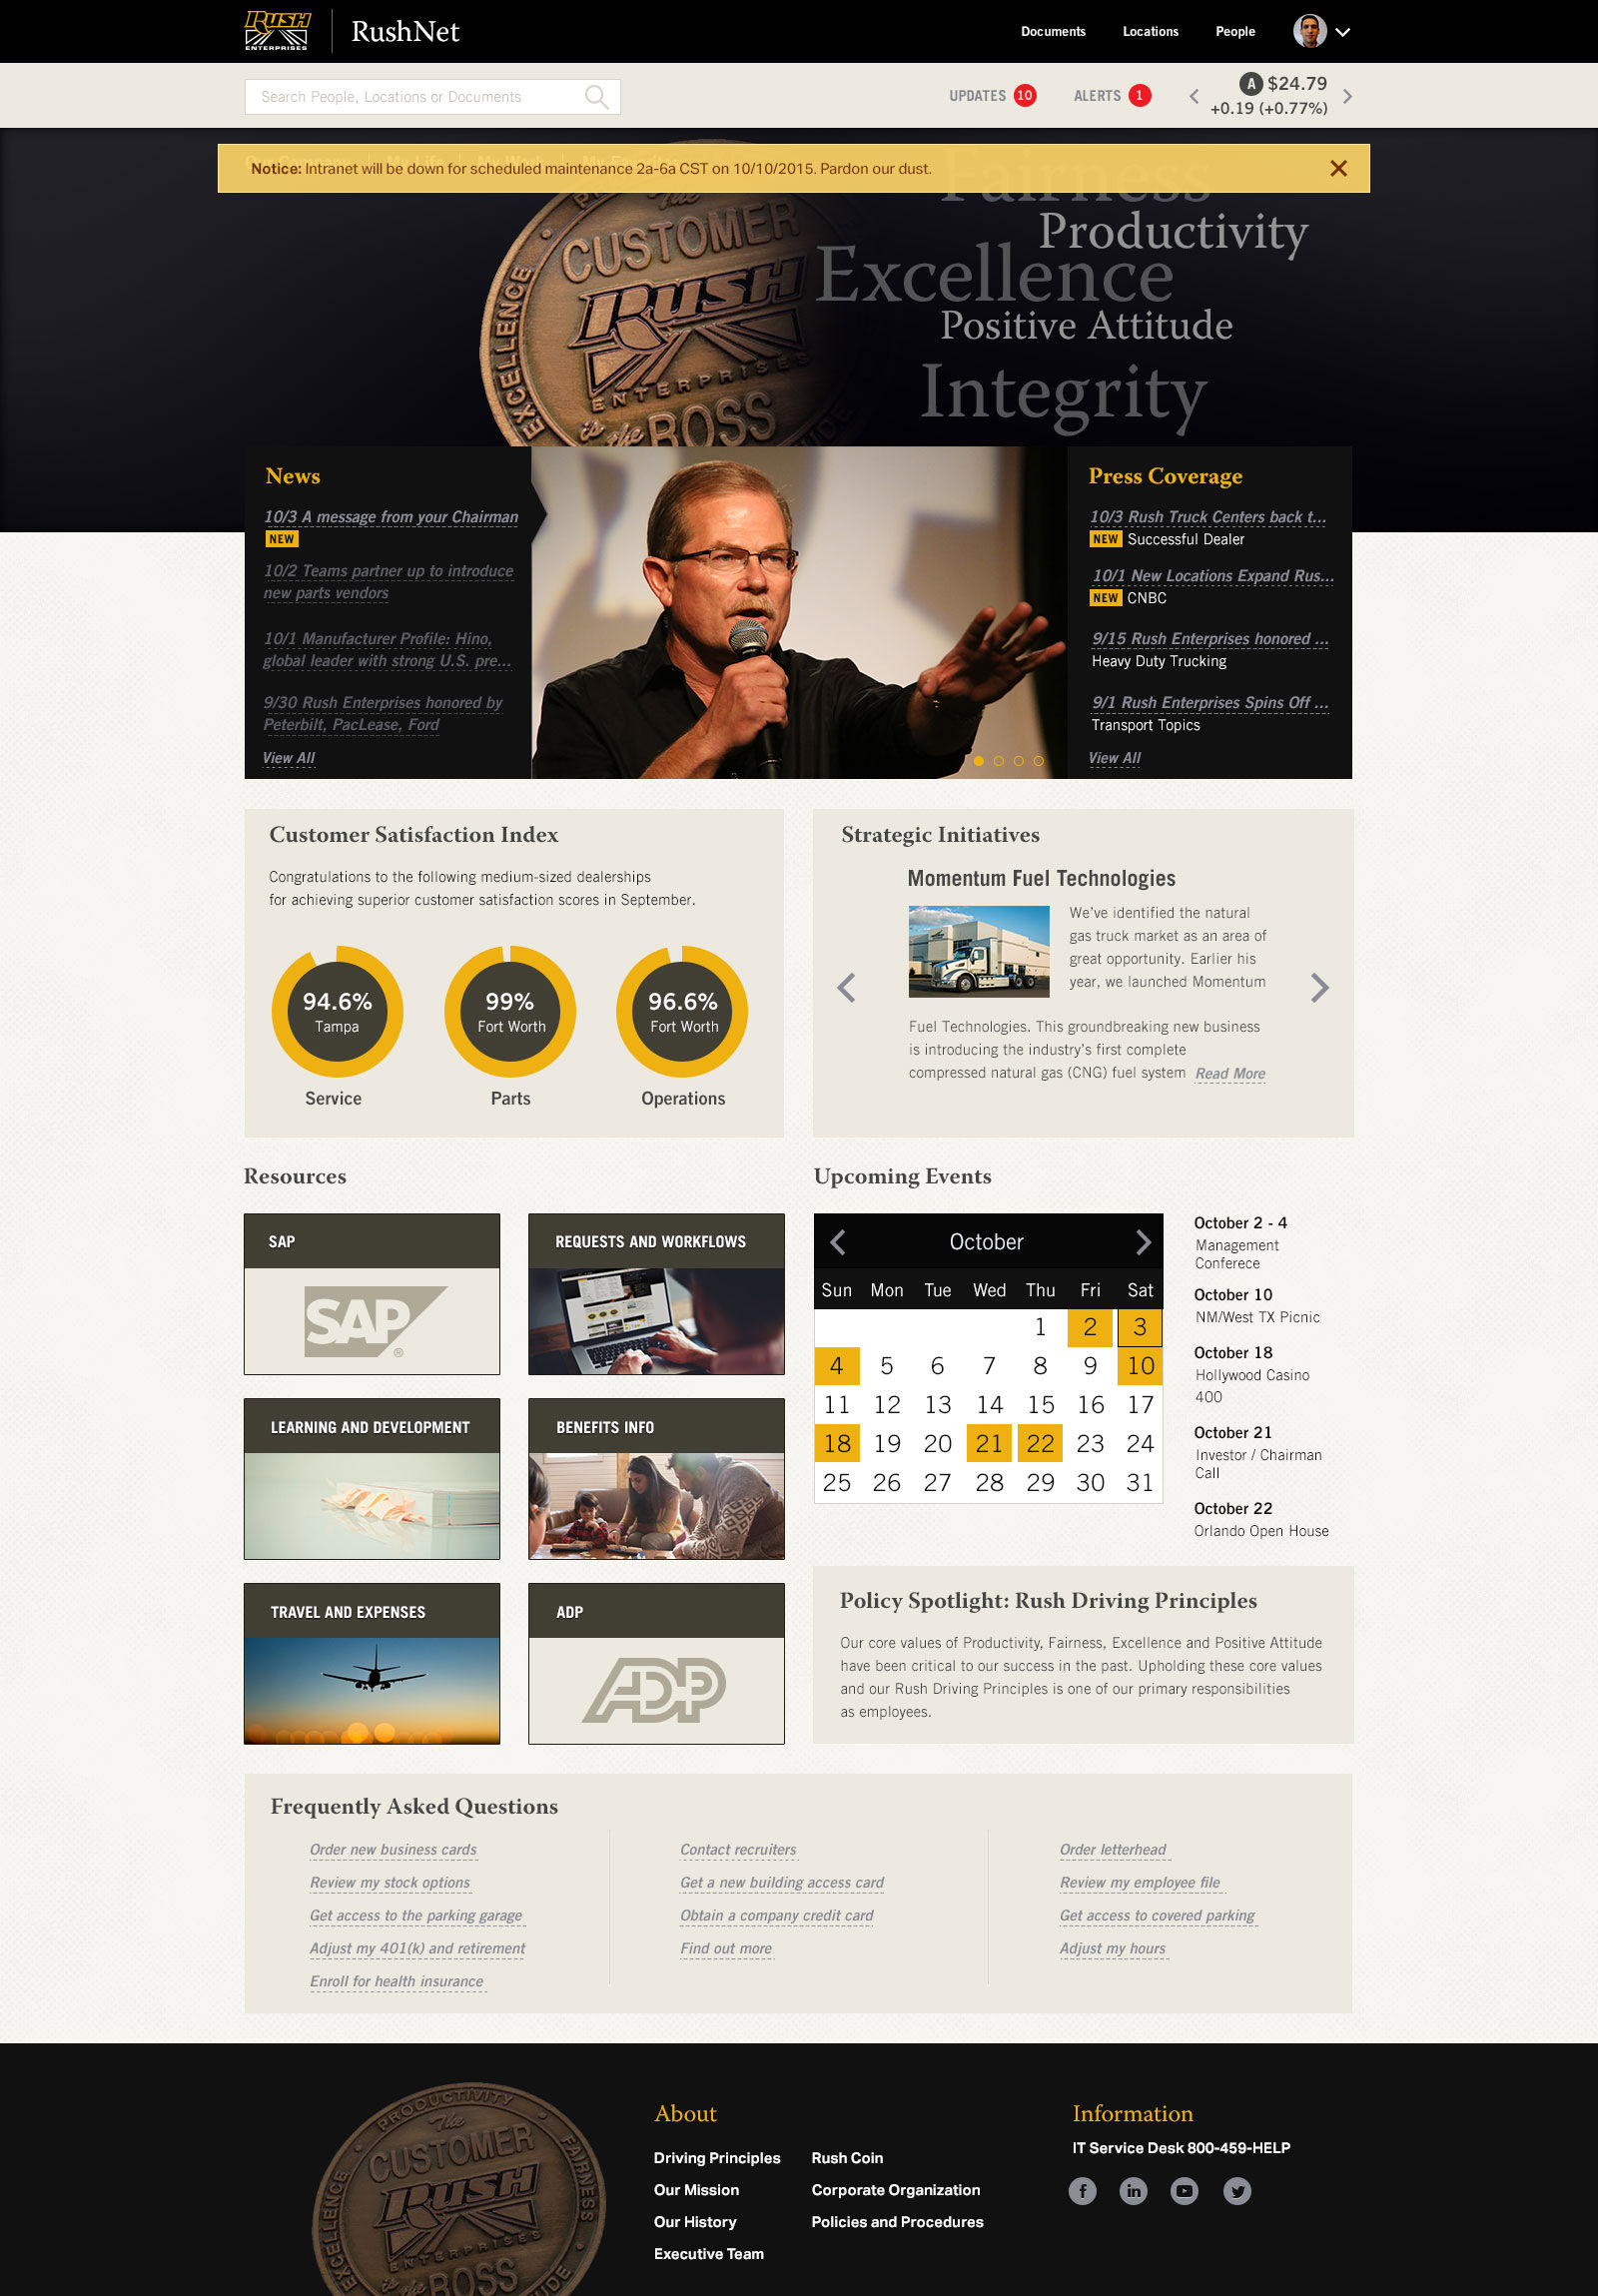 RUSH
ENTERPRISES
RushNet
Documents
Locations
People
Search People, Locations or Documents
UPDATES 10
ALERTS 1
A $24.79
+0.19 (+0.77%)
Notice: Intranet will be down for scheduled maintenance 2a-6a CST on 10/10/2015. Pardon our dust.
Fairness
Productivity
Excellence
Positive Attitude
Integrity
EXCELLENCE
The
CUSTOMER
RUSH
ENTERPRISES
is the
BOSS
News
10/3 A message from your Chairman
NEW
10/2 Teams partner up to introduce
new parts vendors
10/1 Manufacturer Profile: Hino,
global leader with strong U.S. pre...
9/30 Rush Enterprises honored by
Peterbilt, PacLease, Ford
View All
Press Coverage
10/3 Rush Truck Centers back t...
NEW Successful Dealer
10/1 New Locations Expand Rus...
NEW CNBC
9/15 Rush Enterprises honored ...
Heavy Duty Trucking
9/1 Rush Enterprises Spins Off ...
Transport Topics
View All
Customer Satisfaction Index
Congratulations to the following medium-sized dealerships
for achieving superior customer satisfaction scores in September.
94.6%
Tampa
Service
99%
Fort Worth
Parts
96.6%
Fort Worth
Operations
Strategic Initiatives
Momentum Fuel Technologies
We've identified the natural
gas truck market as an area of
great opportunity. Earlier his
year, we launched Momentum
Fuel Technologies. This groundbreaking new business
is introducing the industry's first complete
compressed natural gas (CNG) fuel system Read More
Resources
SAP
SAP ®
REQUESTS AND WORKFLOWS
LEARNING AND DEVELOPMENT
BENEFITS INFO
TRAVEL AND EXPENSES
ADP
ADP
Upcoming Events
October
Sun Mon Tue Wed Thu Fri Sat
1 2 3
4 5 6 7 8 9 10
11 12 13 14 15 16 17
18 19 20 21 22 23 24
25 26 27 28 29 30 31
October 2 - 4
Management
Conferece
October 10
NM/West TX Picnic
October 18
Hollywood Casino
400
October 21
Investor / Chairman
Call
October 22
Orlando Open House
Policy Spotlight: Rush Driving Principles
Our core values of Productivity, Fairness, Excellence and Positive Attitude
have been critical to our success in the past. Upholding these core values
and our Rush Driving Principles is one of our primary responsibilities
as employees.
Frequently Asked Questions
Order new business cards
Review my stock options
Get access to the parking garage
Adjust my 401(k) and retirement
Enroll for health insurance
Contact recruiters
Get a new building access card
Obtain a company credit card
Find out more
Order letterhead
Review my employee file
Get access to covered parking
Adjust my hours
PRODUCTIVITY
FAIRNESS
EXCELLENCE
The
CUSTOMER
RUSH
ENTERPRISES
is the
BOSS
About
Driving Principles
Our Mission
Our History
Executive Team
Rush Coin
Corporate Organization
Policies and Procedures
Information
IT Service Desk 800-459-HELP